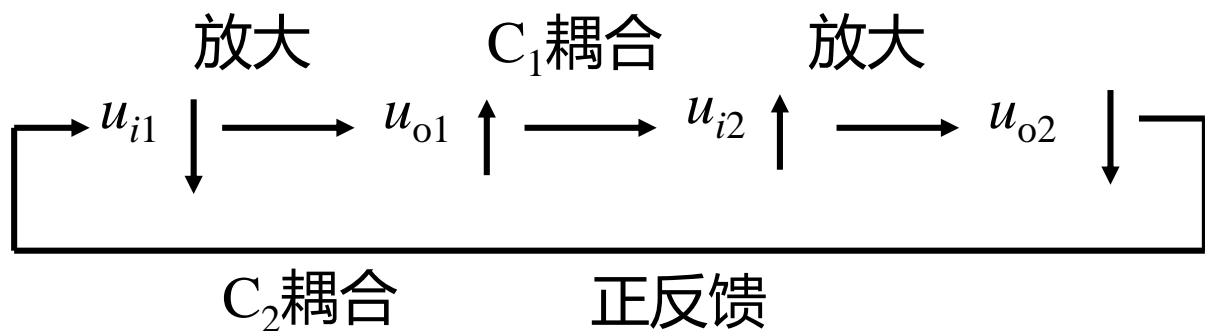 放大 C₁耦合 放大
uᵢ₁ ↓ → uₒ₁ ↑ → uᵢ₂ ↑ → uₒ₂ ↓
C₂耦合 正反馈